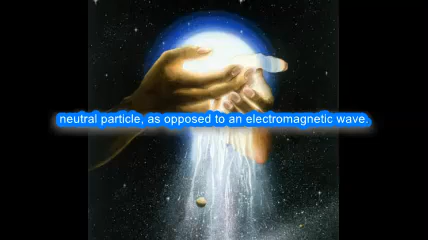 neutral particle, as opposed to an electromagnetic wave.